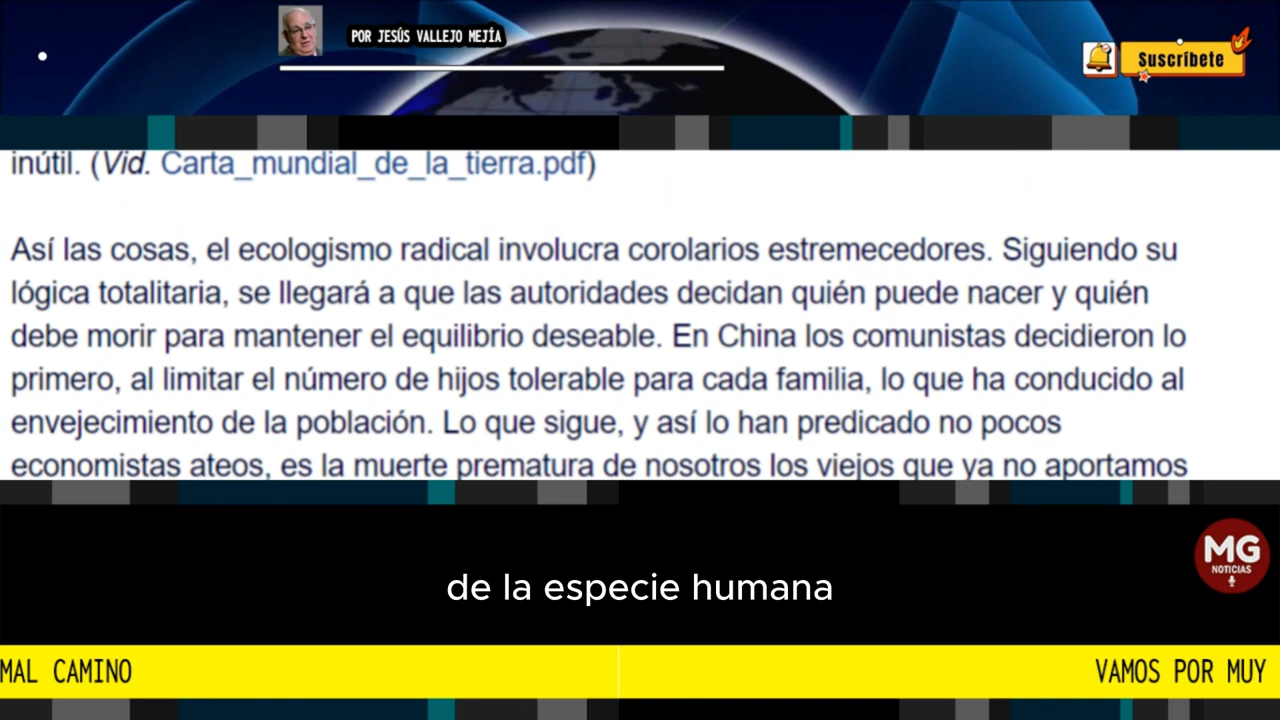 POR JESÚS VALLEJO MEJÍA
Suscríbete
inútil. (Vid. Carta_mundial_de_la_tierra.pdf)
Así las cosas, el ecologismo radical involucra corolarios estremecedores. Siguiendo su
lógica totalitaria, se llegará a que las autoridades decidan quién puede nacer y quién
debe morir para mantener el equilibrio deseable. En China los comunistas decidieron lo
primero, al limitar el número de hijos tolerable para cada familia, lo que ha conducido al
envejecimiento de la población. Lo que sigue, y así lo han predicado no pocos
economistas ateos, es la muerte prematura de nosotros los viejos que ya no aportamos
MG
NOTICIAS
de la especie humana
MAL CAMINO
VAMOS POR MUY